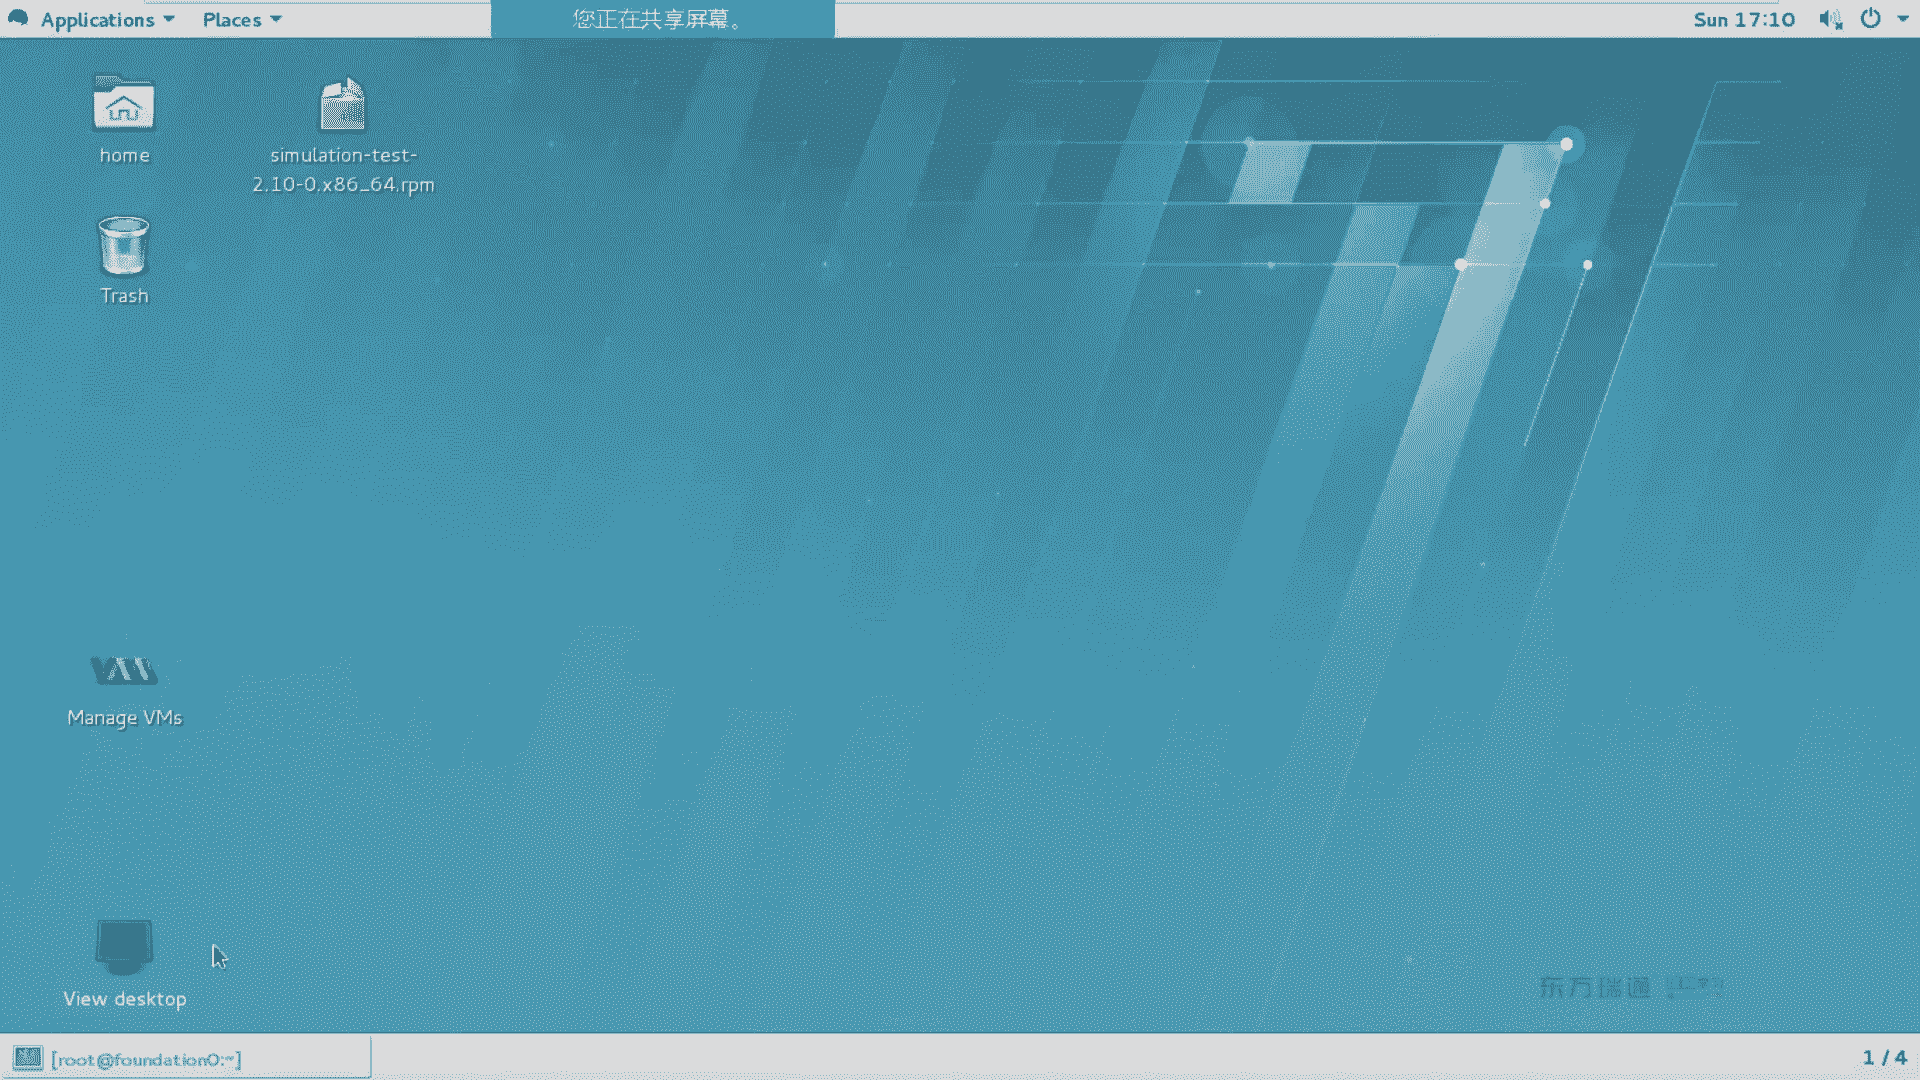 Applications
Places
您正在共享屏幕。
Sun 17:10
home
simulation-test-
2.10-0.x86_64.rpm
Trash
VM
Manage VMs
View desktop
东方瑞通
[root@foundation0:~]
1 / 4